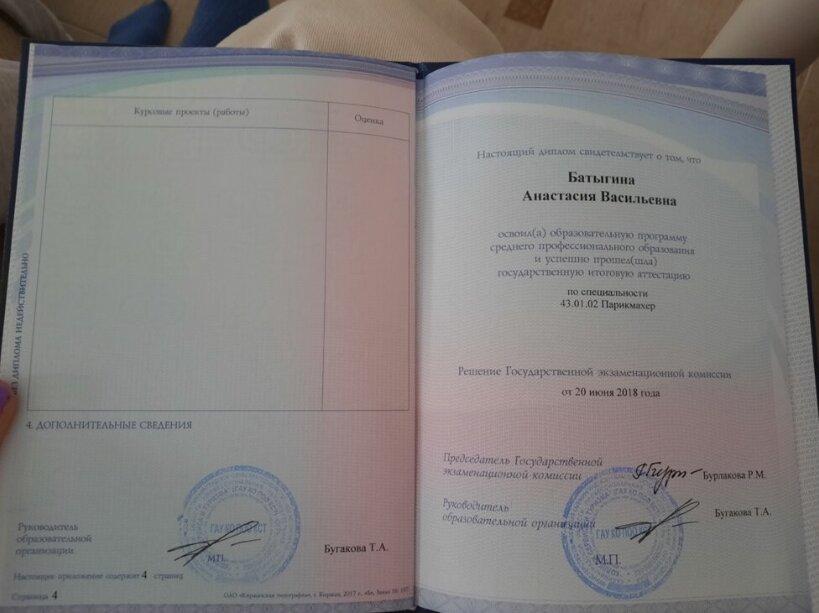 Курсовые проекты (работы)
Оценка
ДИПЛОМА НЕДЕЙСТВИТЕЛЬНО
4. ДОПОЛНИТЕЛЬНЫЕ СВЕДЕНИЯ
Руководитель
образовательной
организации
М.П.
Бугакова Т.А.
Настоящее приложение содержит 4 страниц
Страница 4
Настоящий диплом свидетельствует о том, что
Батыгина
Анастасия Васильевна
освоил(а) образовательную программу
среднего профессионального образования
и успешно прошел(шла)
государственную итоговую аттестацию
по специальности
43.01.02 Парикмахер
Решение Государственной экзаменационной комиссии
от 20 июня 2018 года
Председатель Государственной
экзаменационной комиссии
Бурлакова Р.М.
Руководитель
образовательной организации
Бугакова Т.А.
М.П.